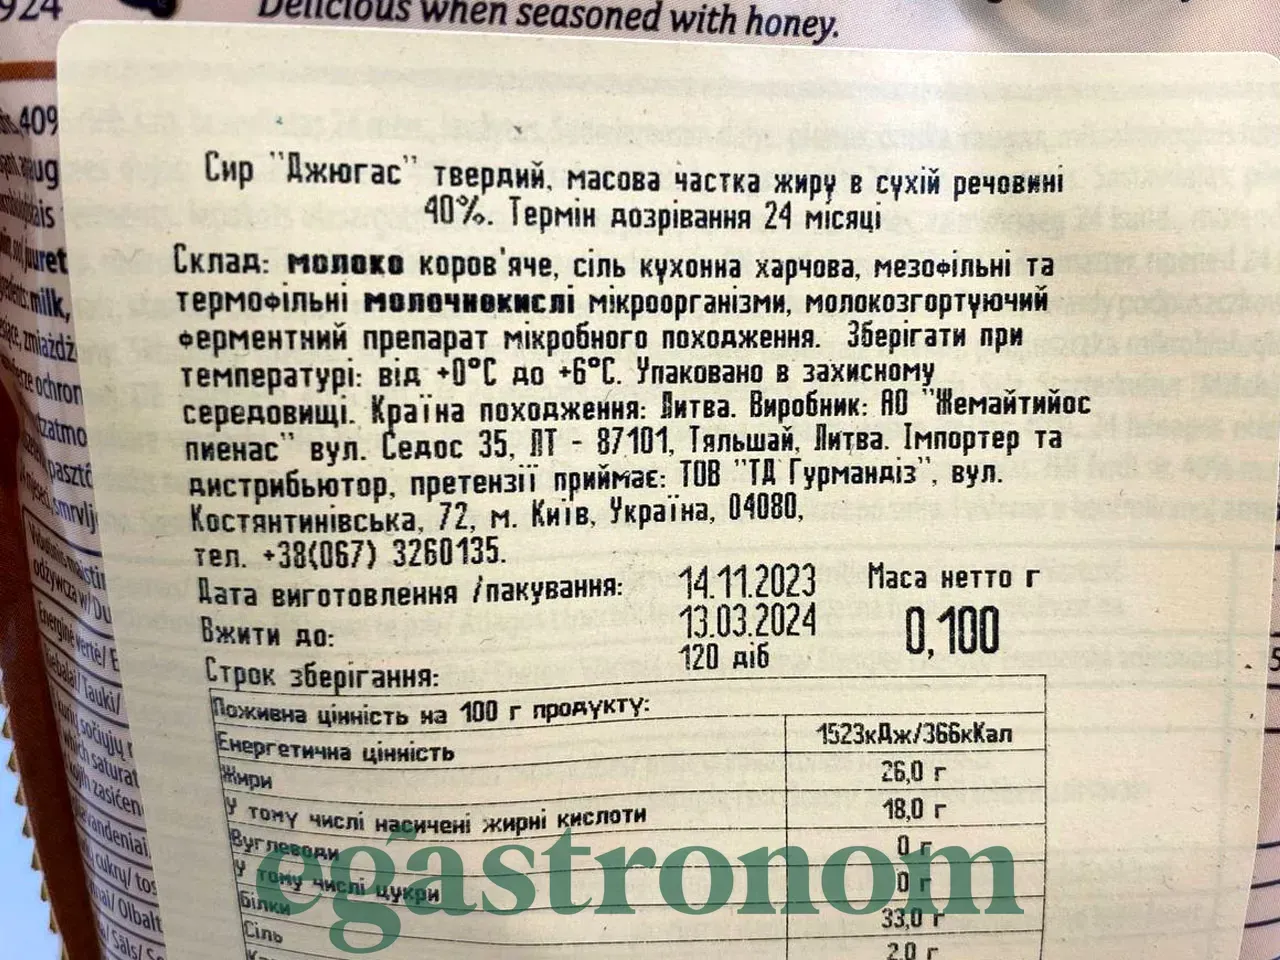 924
Delicious when seasoned with honey.
Сир "Джюгас" твердий, масова частка жиру в сухій речовині
40%. Термін дозрівання 24 місяці
Склад: молоко коров'яче, сіль кухонна харчова, мезофільні та
термофільні молочнокислі мікроорганізми, молокозгортуючий
ферментний препарат мікробного походження. Зберігати при
температурі: від +0°С до +6°С. Упаковано в захисному
середовищі. Країна походження: Литва. Виробник: АО "Жемайтийос
пиенас" вул. Седос 35, ЛТ - 87101, Тяльшай, Литва. Імпортер та
дистрибьютор, претензії приймає: ТОВ "ТД Гурмандіз", вул.
Костянтинівська, 72, м. Київ, Україна, 04080,
тел. +38(067) 3260135.
Дата виготовлення /пакування: 14.11.2023 Маса нетто г
Вжити до: 13.03.2024 0,100
Строк зберігання: 120 діб
Поживна цінність на 100 г продукту:
Енергетична цінність 1523кДж/366кКал
Жири 26,0 г
У тому числі насичені жирні кислоти 18,0 г
Вуглеводи 0 г
У тому числі цукри 0 г
Білки 33,0 г
Сіль 2,0 г
egastronom